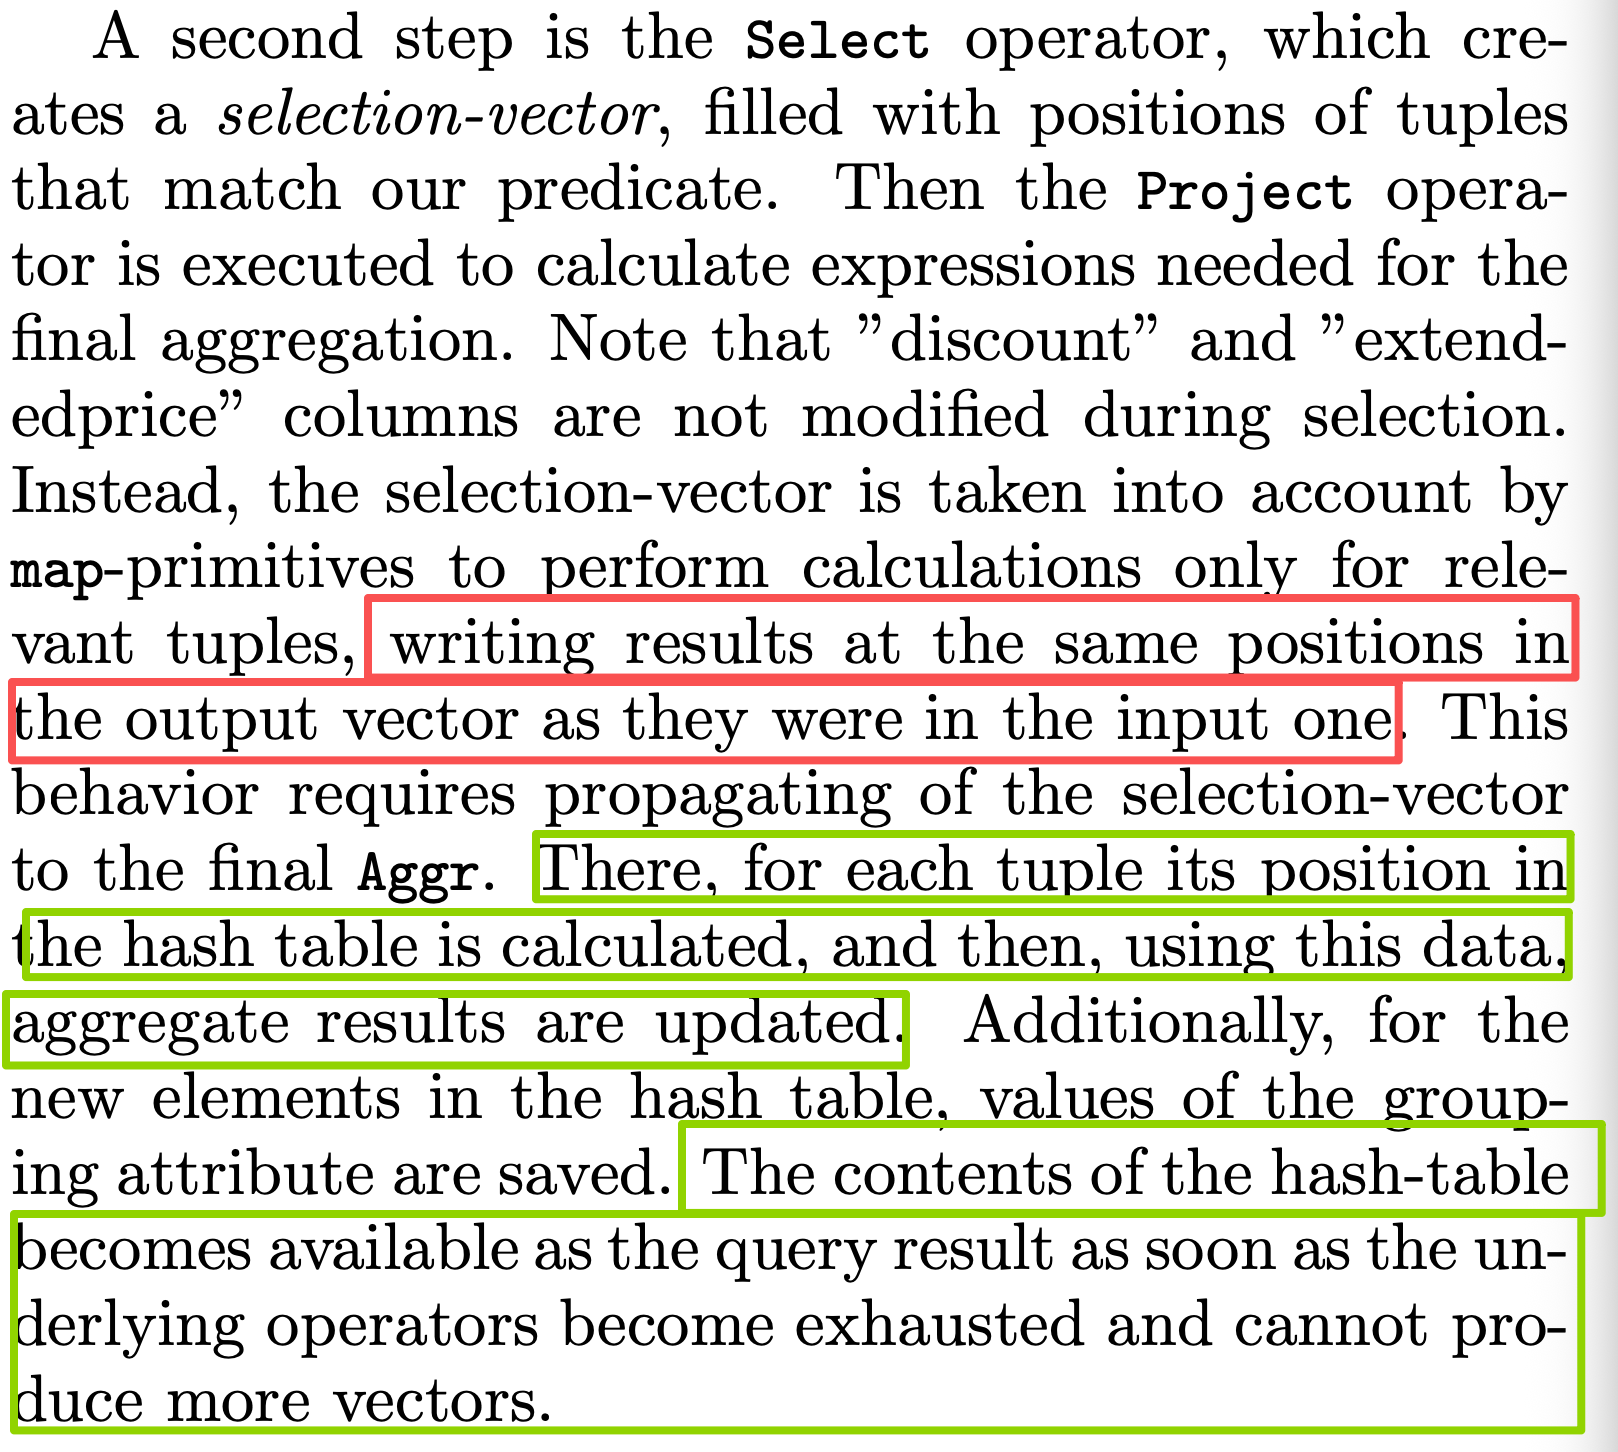 A second step is the Select operator, which cre-
ates a selection-vector, filled with positions of tuples
that match our predicate. Then the Project opera-
tor is executed to calculate expressions needed for the
final aggregation. Note that ”discount” and ”extend-
edprice” columns are not modified during selection.
Instead, the selection-vector is taken into account by
map-primitives to perform calculations only for rele-
vant tuples, writing results at the same positions in
the output vector as they were in the input one. This
behavior requires propagating of the selection-vector
to the final Aggr. There, for each tuple its position in
the hash table is calculated, and then, using this data,
aggregate results are updated. Additionally, for the
new elements in the hash table, values of the group-
ing attribute are saved. The contents of the hash-table
becomes available as the query result as soon as the un-
derlying operators become exhausted and cannot pro-
duce more vectors.